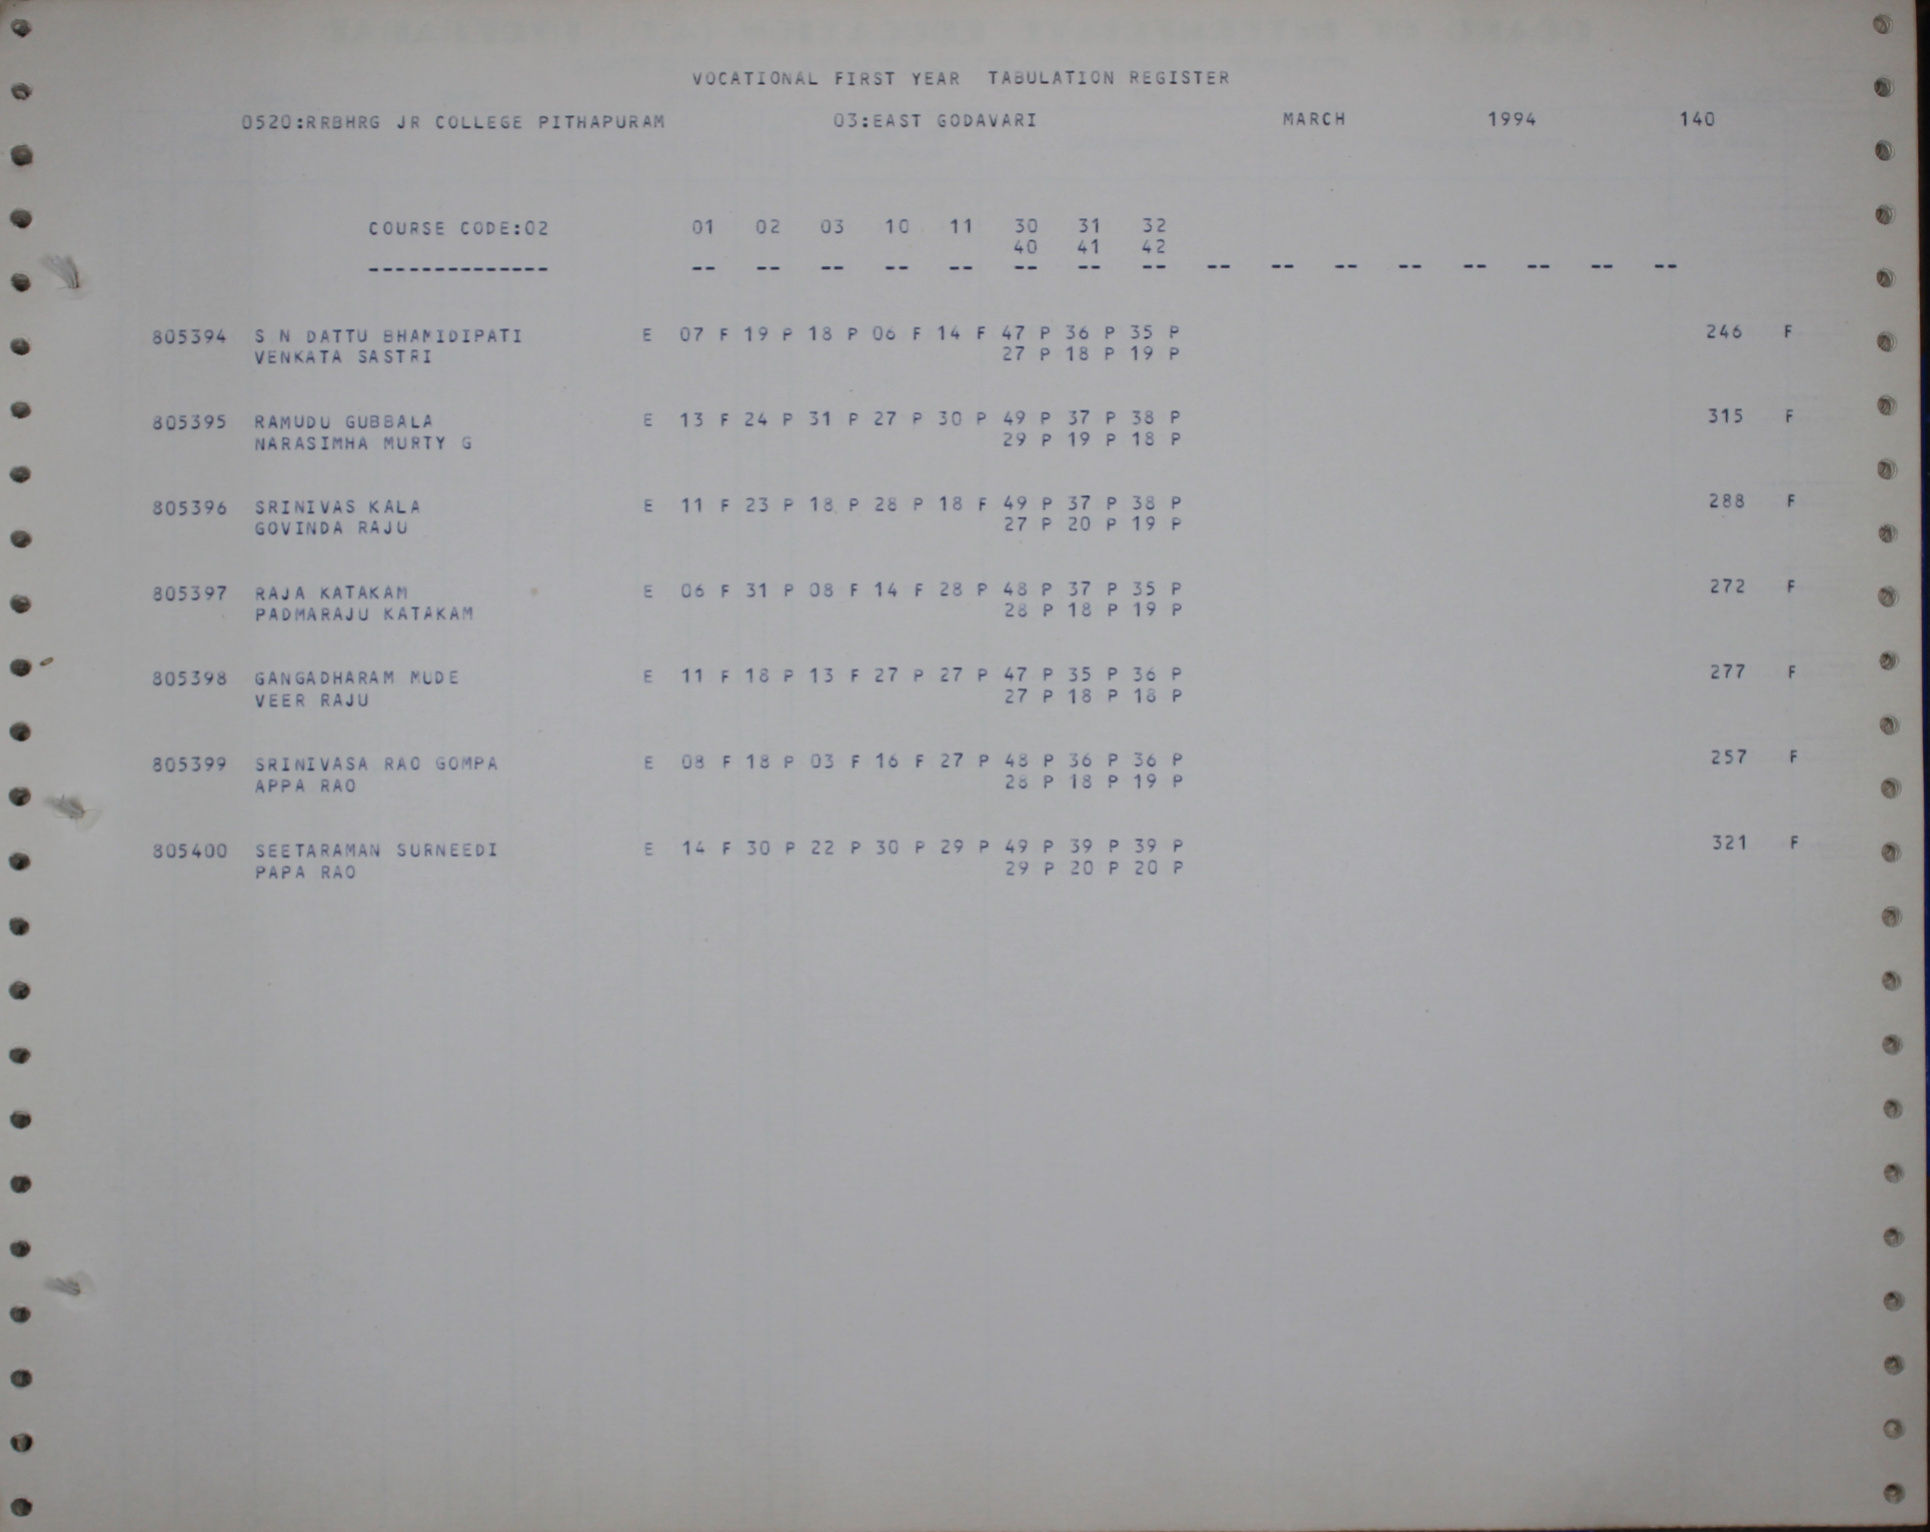 VOCATIONAL FIRST YEAR TABULATION REGISTER
0520:RRBHRG JR COLLEGE PITHAPURAM 03:EAST GODAVARI MARCH 1994 140
COURSE CODE:02 01 02 03 10 11 30 31 32
40 41 42
-------------- -- -- -- -- -- -- -- -- -- -- -- -- -- -- -- --
805394 S N DATTU BHAMIDIPATI E 07 F 19 P 18 P 06 F 14 F 47 P 36 P 35 P 246 F
VENKATA SASTRI 27 P 18 P 19 P
805395 RAMUDU GUBBALA E 13 F 24 P 31 P 27 P 30 P 49 P 37 P 38 P 315 F
NARASIMHA MURTY G 29 P 19 P 18 P
805396 SRINIVAS KALA E 11 F 23 P 18 P 28 P 18 F 49 P 37 P 38 P 288 F
GOVINDA RAJU 27 P 20 P 19 P
805397 RAJA KATAKAM E 06 F 31 P 08 F 14 F 28 P 48 P 37 P 35 P 272 F
PADMARAJU KATAKAM 28 P 18 P 19 P
805398 GANGADHARAM MUDE E 11 F 18 P 13 F 27 P 27 P 47 P 35 P 36 P 277 F
VEER RAJU 27 P 18 P 18 P
805399 SRINIVASA RAO GOMPA E 08 F 18 P 03 F 16 F 27 P 48 P 36 P 36 P 257 F
APPA RAO 28 P 18 P 19 P
805400 SEETARAMAN SURNEEDI E 14 F 30 P 22 P 30 P 29 P 49 P 39 P 39 P 321 F
PAPA RAO 29 P 20 P 20 P